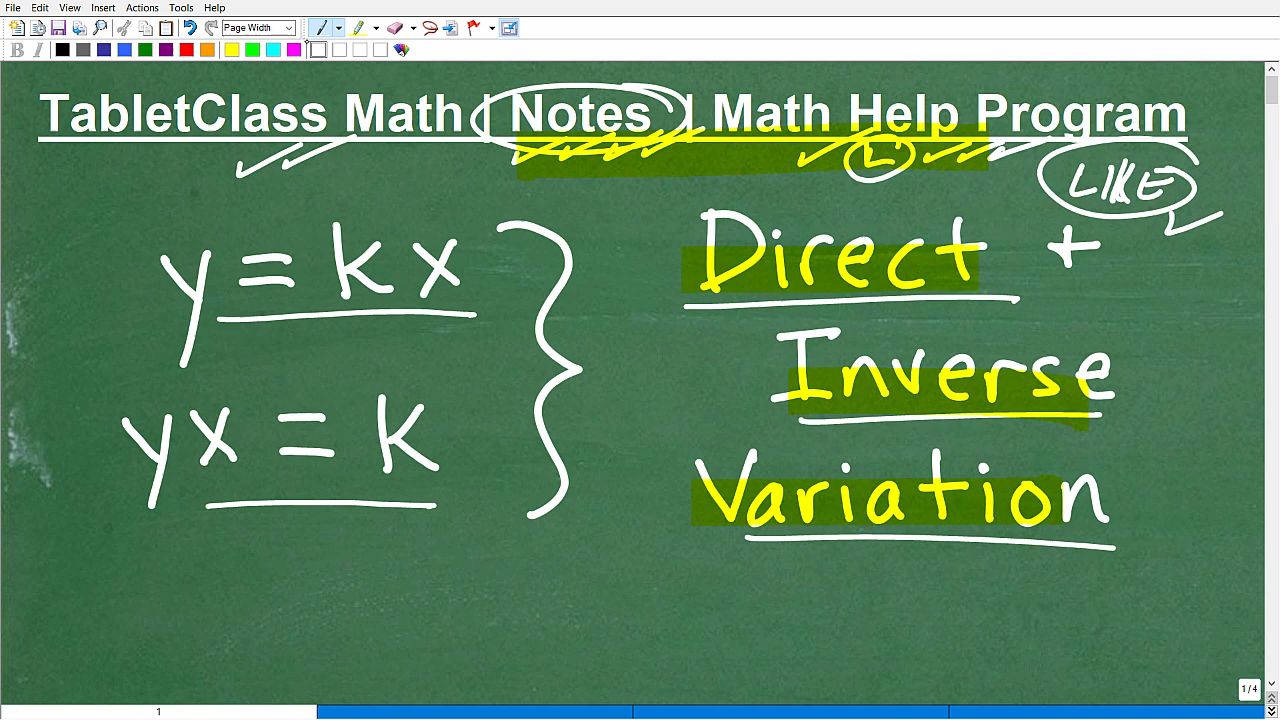 File Edit View Insert Actions Tools Help
Page Width
B I
TabletClass Math | Notes | Math Help Program
L
LIKE
y = kx
yx = k
Direct +
Inverse
Variation
1/4
1